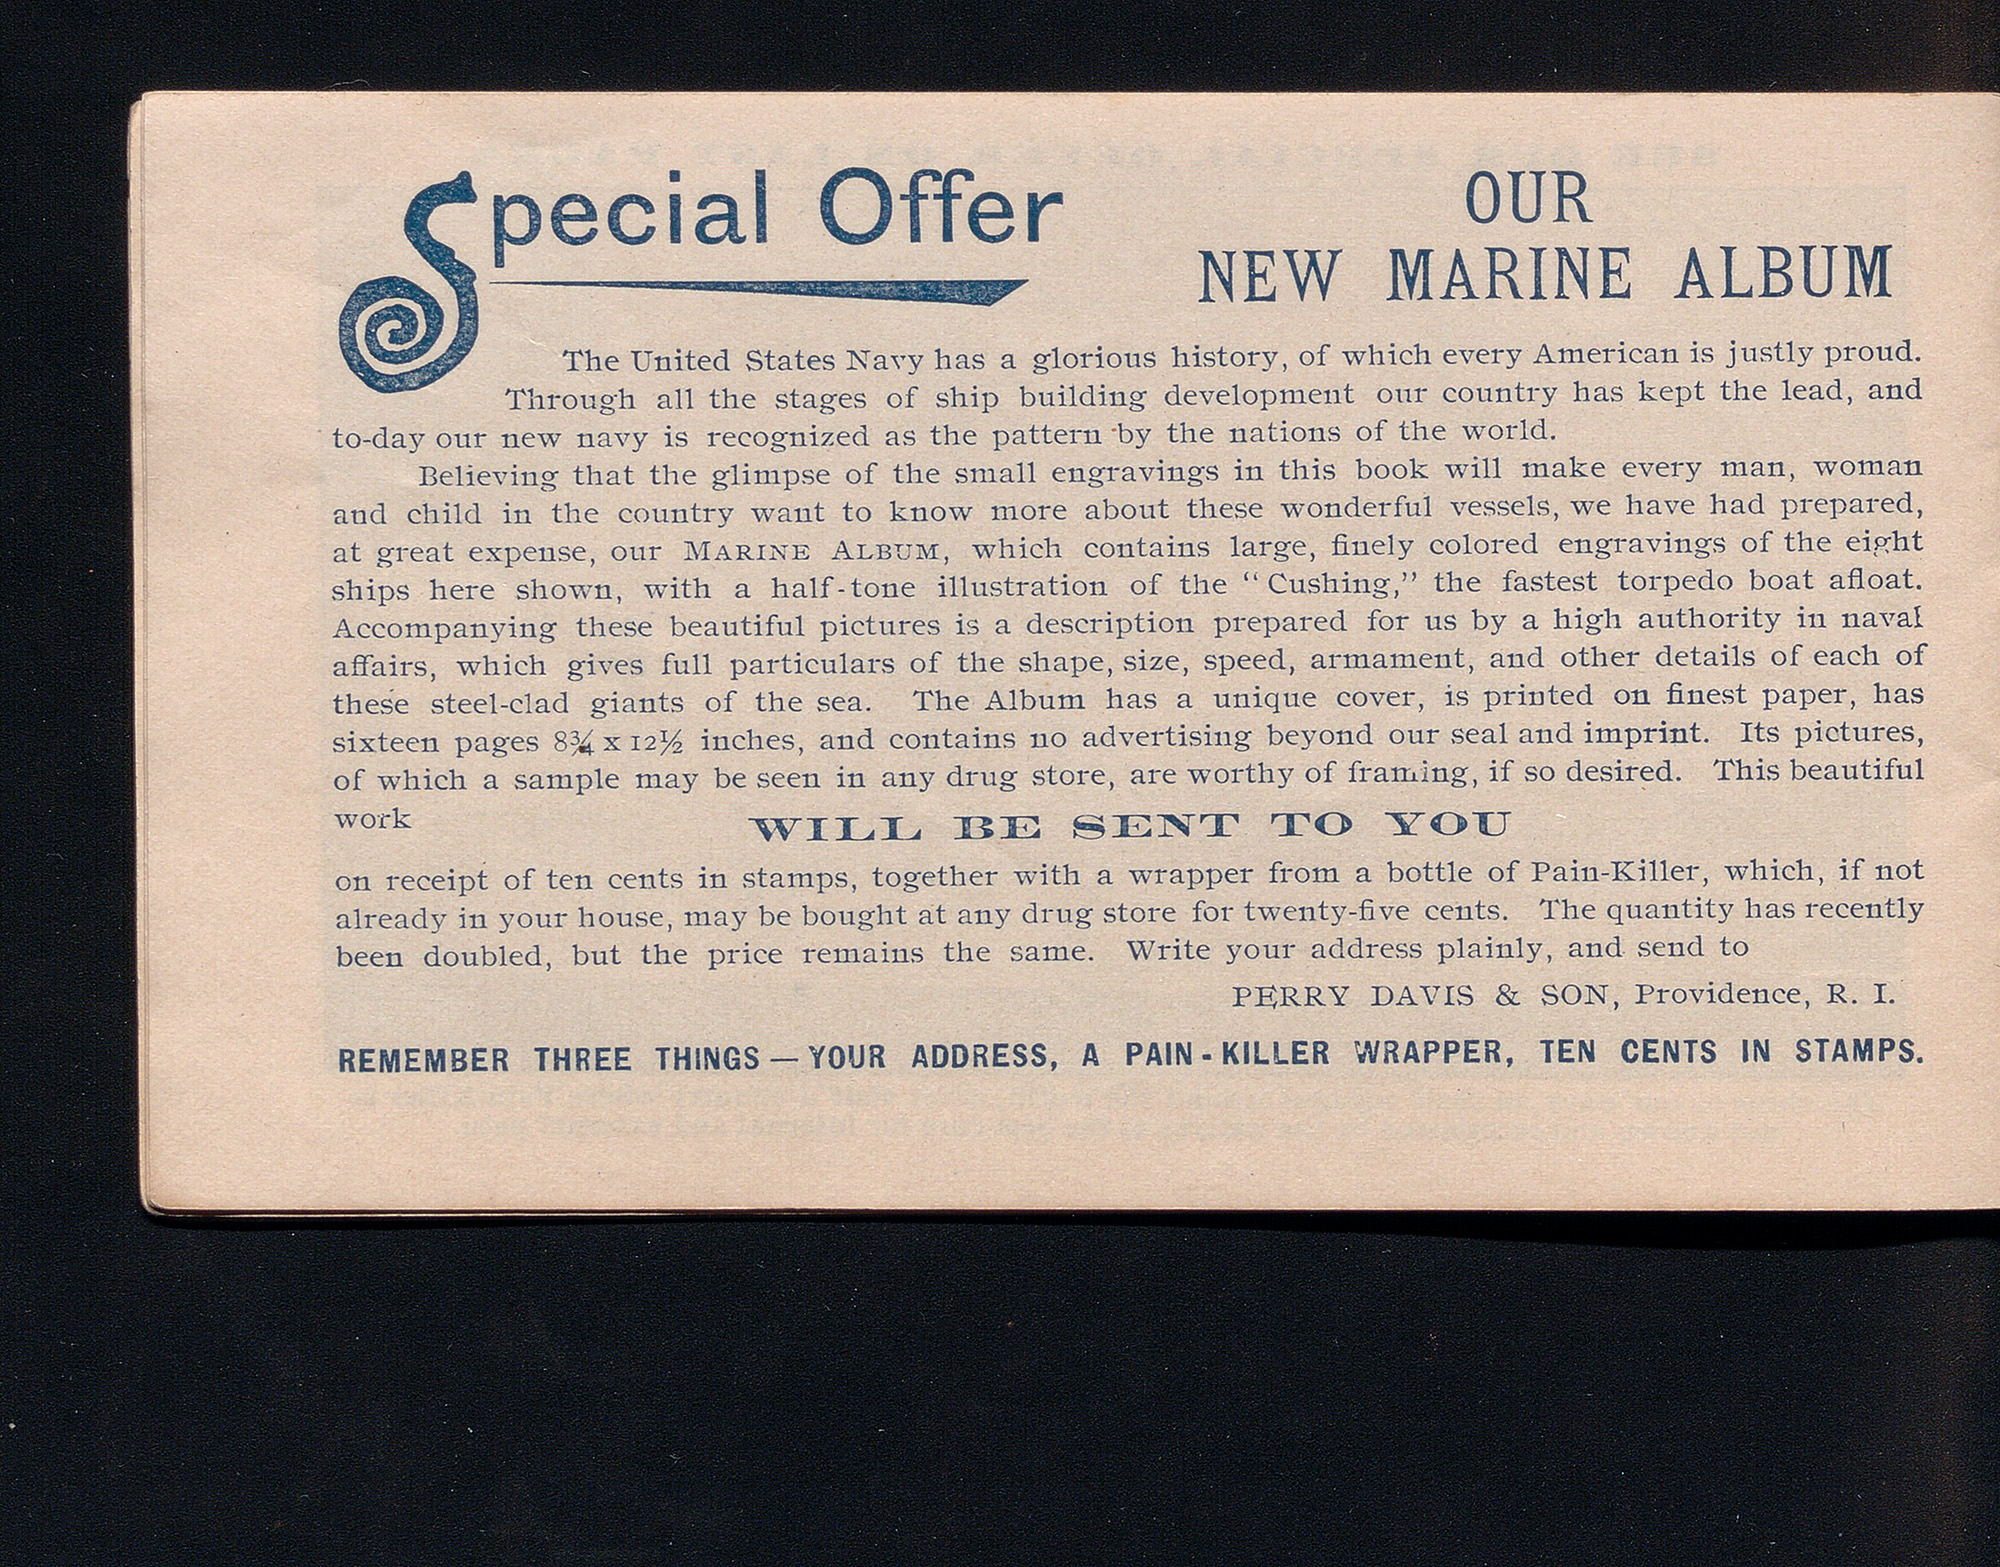 Special Offer
OUR
NEW MARINE ALBUM
The United States Navy has a glorious history, of which every American is justly proud.
Through all the stages of ship building development our country has kept the lead, and
to-day our new navy is recognized as the pattern by the nations of the world.
Believing that the glimpse of the small engravings in this book will make every man, woman
and child in the country want to know more about these wonderful vessels, we have had prepared,
at great expense, our MARINE ALBUM, which contains large, finely colored engravings of the eight
ships here shown, with a half-tone illustration of the “Cushing,” the fastest torpedo boat afloat.
Accompanying these beautiful pictures is a description prepared for us by a high authority in naval
affairs, which gives full particulars of the shape, size, speed, armament, and other details of each of
these steel-clad giants of the sea. The Album has a unique cover, is printed on finest paper, has
sixteen pages 8¾ x 12½ inches, and contains no advertising beyond our seal and imprint. Its pictures,
of which a sample may be seen in any drug store, are worthy of framing, if so desired. This beautiful
work WILL BE SENT TO YOU
on receipt of ten cents in stamps, together with a wrapper from a bottle of Pain-Killer, which, if not
already in your house, may be bought at any drug store for twenty-five cents. The quantity has recently
been doubled, but the price remains the same. Write your address plainly, and send to
PERRY DAVIS & SON, Providence, R. I.
REMEMBER THREE THINGS — YOUR ADDRESS, A PAIN-KILLER WRAPPER, TEN CENTS IN STAMPS.